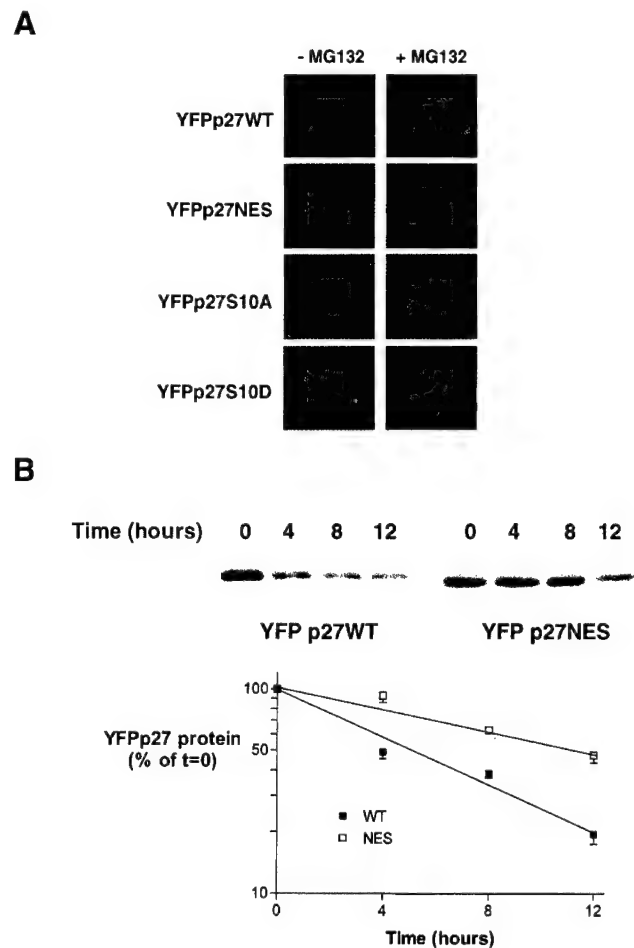 A
- MG132 + MG132
YFPp27WT
YFPp27NES
YFPp27S10A
YFPp27S10D
B
Time (hours) 0 4 8 12 0 4 8 12
YFP p27WT YFP p27NES
100
YFPp27 protein
(% of t=0)
50
WT
NES
10
0 4 8 12
Time (hours)